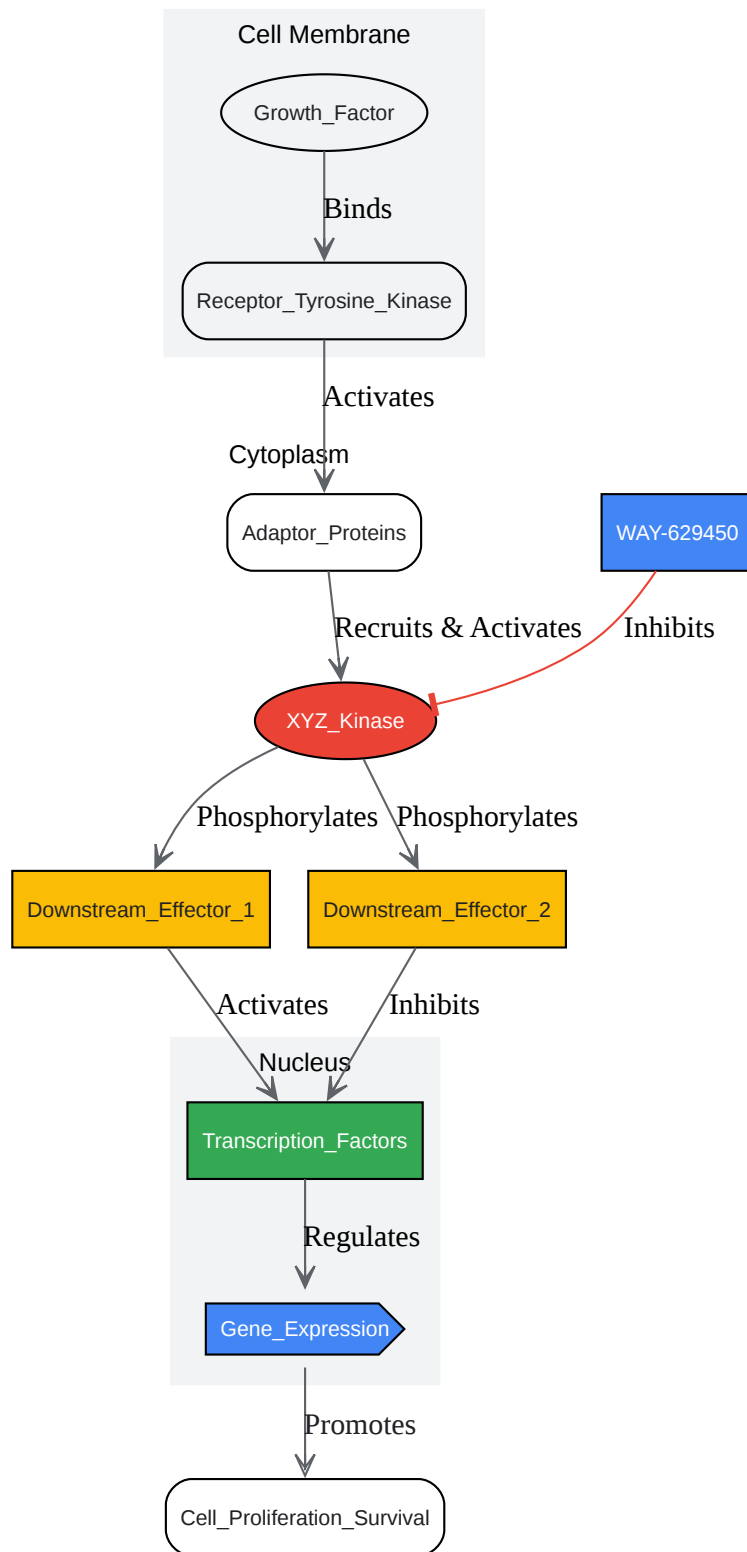 Cell Membrane
Growth_Factor
Binds
Receptor_Tyrosine_Kinase
Activates
Cytoplasm
Adaptor_Proteins
WAY-629450
Recruits & Activates
Inhibits
XYZ_Kinase
Phosphorylates
Phosphorylates
Downstream_Effector_1
Downstream_Effector_2
Activates
Inhibits
Nucleus
Transcription_Factors
Regulates
Gene_Expression
Promotes
Cell_Proliferation_Survival